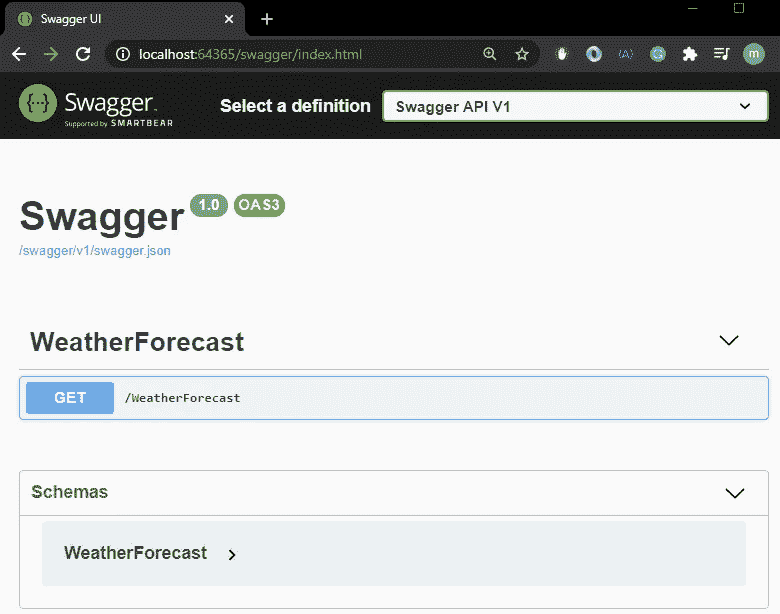 Swagger UI
localhost:64365/swagger/index.html
m
Swagger
Supported by SMARTBEAR
Select a definition
Swagger API V1
Swagger 1.0 OAS3
/swagger/v1/swagger.json
WeatherForecast
GET /WeatherForecast
Schemas
WeatherForecast